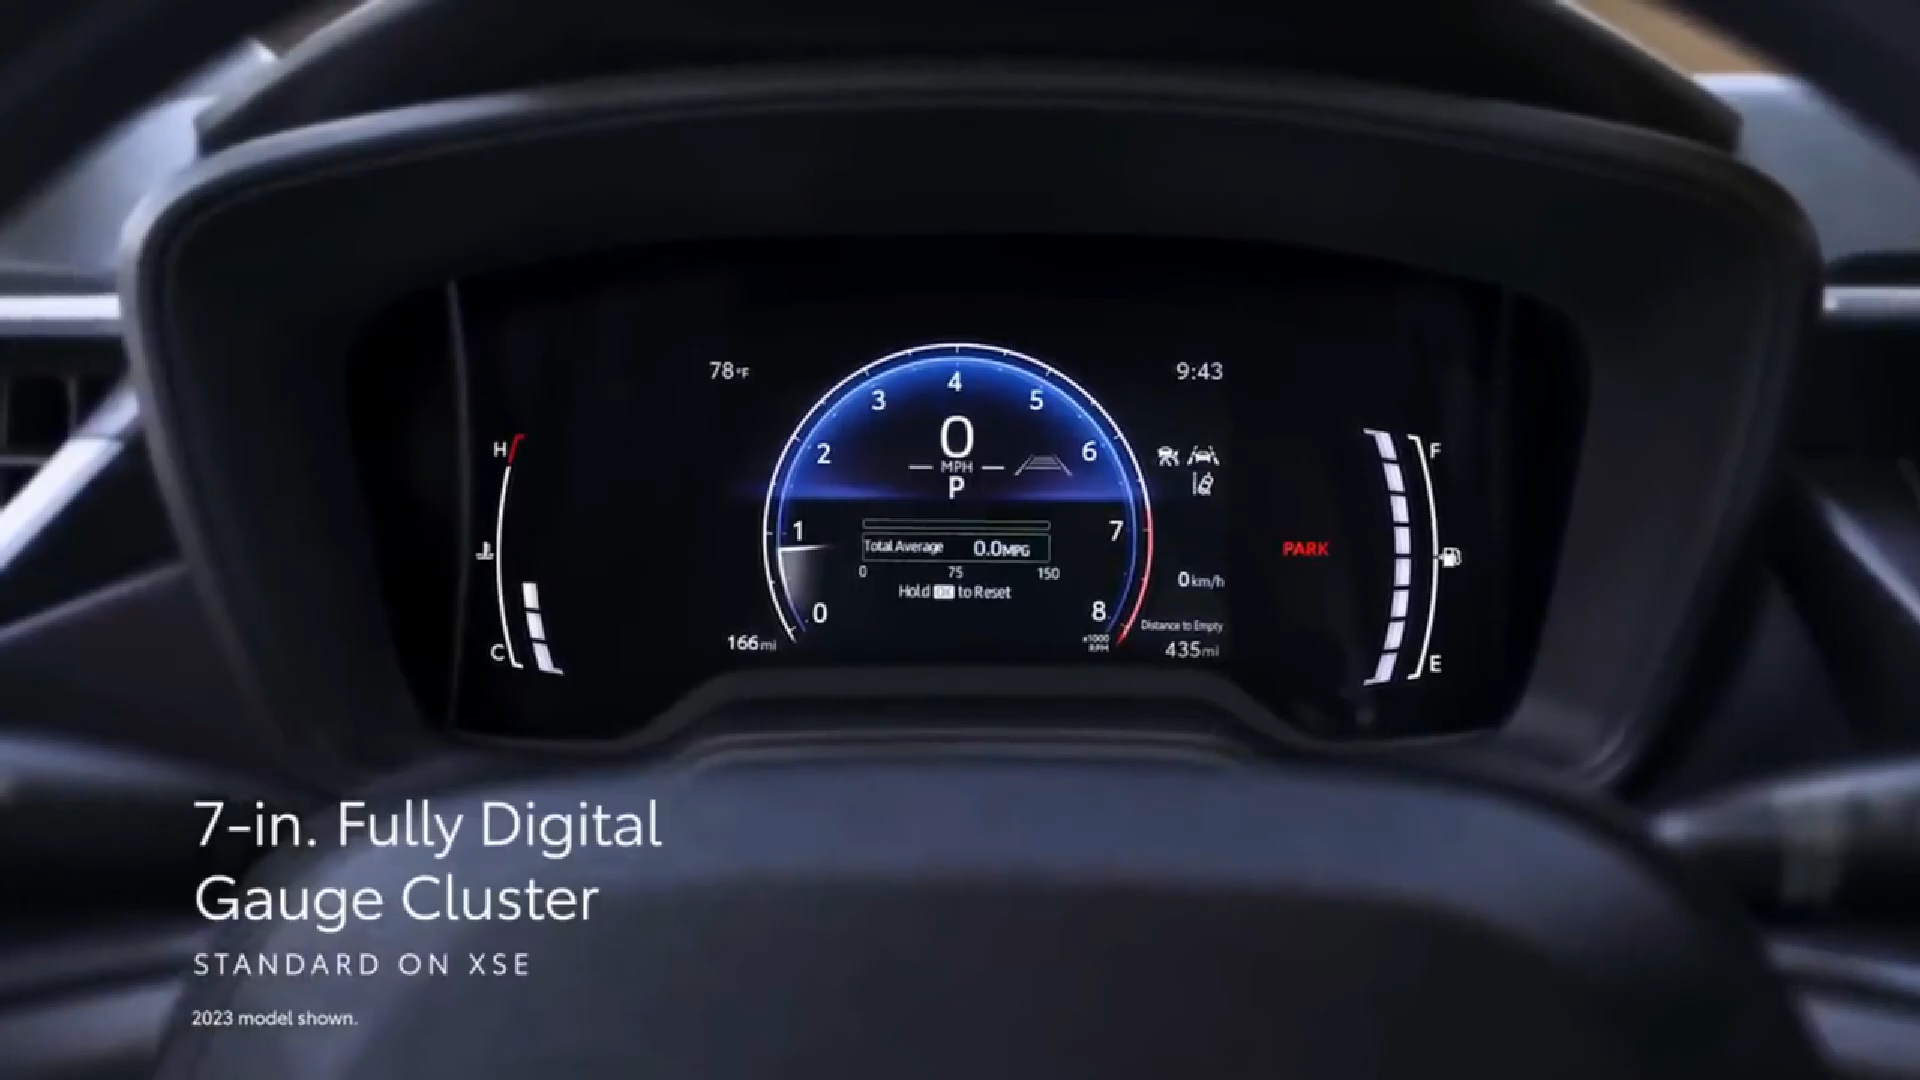 78°F
9:43
4
3
5
0
2
6
MPH
P
H
F
1
7
Total Average 0.0MPG
PARK
0 75 150
0km/h
Hold OK to Reset
0
8
Distance to Empty
x1000
RPM
166mi
435mi
C
E
7-in. Fully Digital
Gauge Cluster
STANDARD ON XSE
2023 model shown.